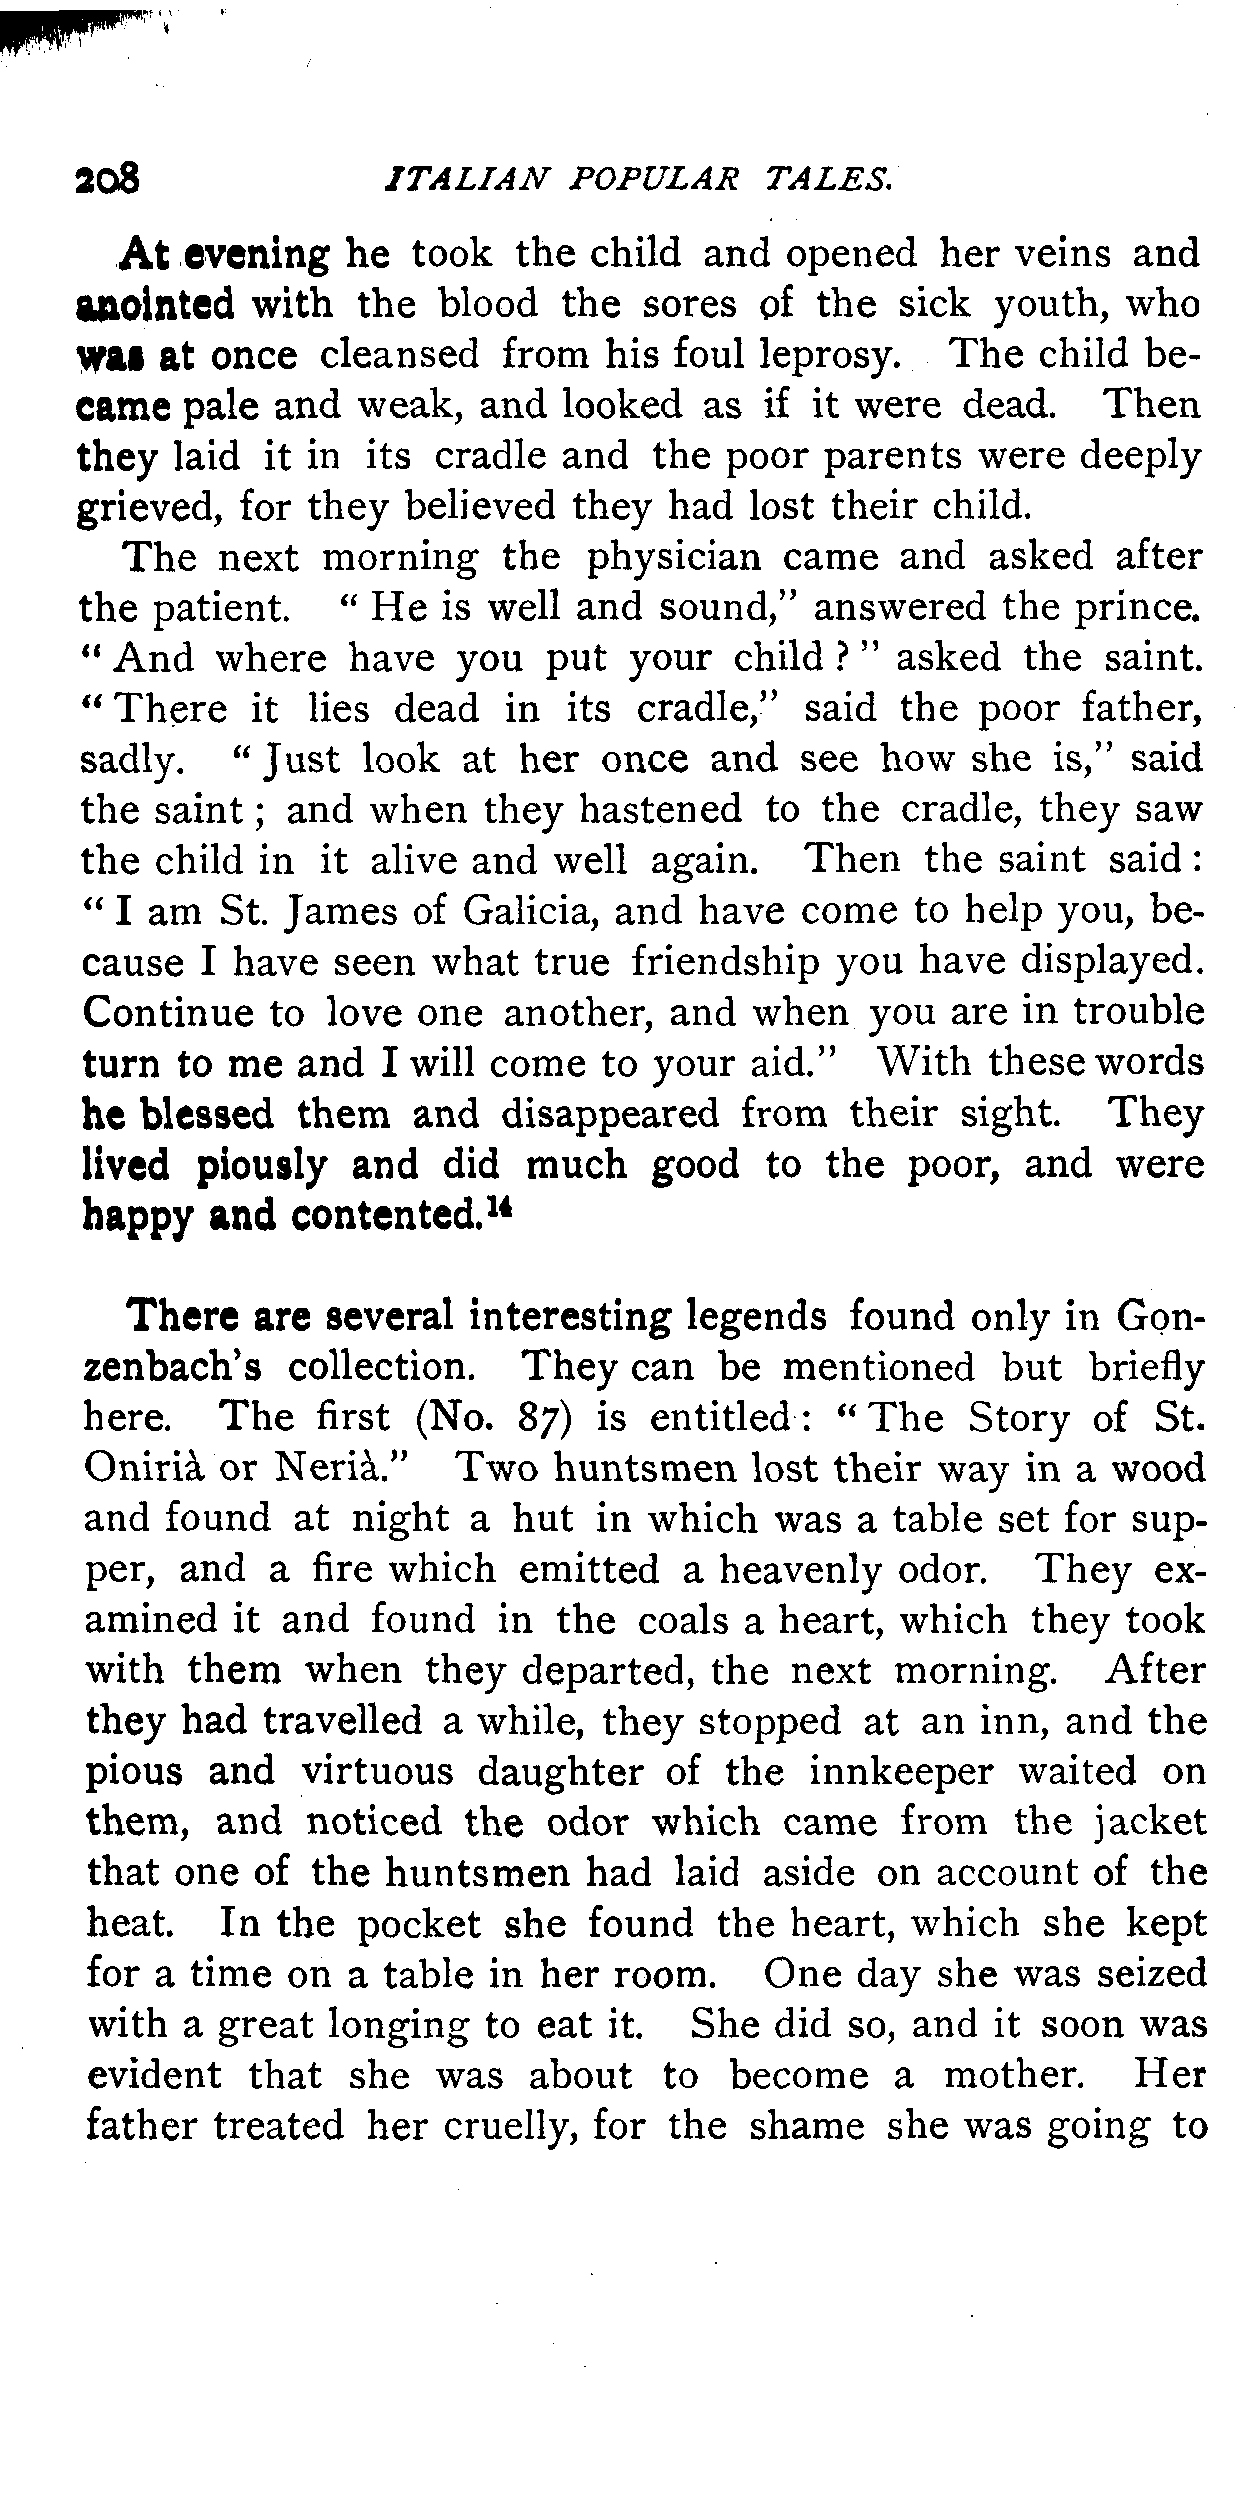 208 ITALIAN POPULAR TALES.
At evening he took the child and opened her veins and
anointed with the blood the sores of the sick youth, who
was at once cleansed from his foul leprosy. The child be-
came pale and weak, and looked as if it were dead. Then
they laid it in its cradle and the poor parents were deeply
grieved, for they believed they had lost their child.
The next morning the physician came and asked after
the patient. " He is well and sound," answered the prince.
" And where have you put your child ? " asked the saint.
" There it lies dead in its cradle," said the poor father,
sadly. " Just look at her once and see how she is," said
the saint ; and when they hastened to the cradle, they saw
the child in it alive and well again. Then the saint said :
" I am St. James of Galicia, and have come to help you, be-
cause I have seen what true friendship you have displayed.
Continue to love one another, and when you are in trouble
turn to me and I will come to your aid." With these words
he blessed them and disappeared from their sight. They
lived piously and did much good to the poor, and were
happy and contented.¹⁴
There are several interesting legends found only in Gon-
zenbach's collection. They can be mentioned but briefly
here. The first (No. 87) is entitled : " The Story of St.
Onirià or Nerià." Two huntsmen lost their way in a wood
and found at night a hut in which was a table set for sup-
per, and a fire which emitted a heavenly odor. They ex-
amined it and found in the coals a heart, which they took
with them when they departed, the next morning. After
they had travelled a while, they stopped at an inn, and the
pious and virtuous daughter of the innkeeper waited on
them, and noticed the odor which came from the jacket
that one of the huntsmen had laid aside on account of the
heat. In the pocket she found the heart, which she kept
for a time on a table in her room. One day she was seized
with a great longing to eat it. She did so, and it soon was
evident that she was about to become a mother. Her
father treated her cruelly, for the shame she was going to